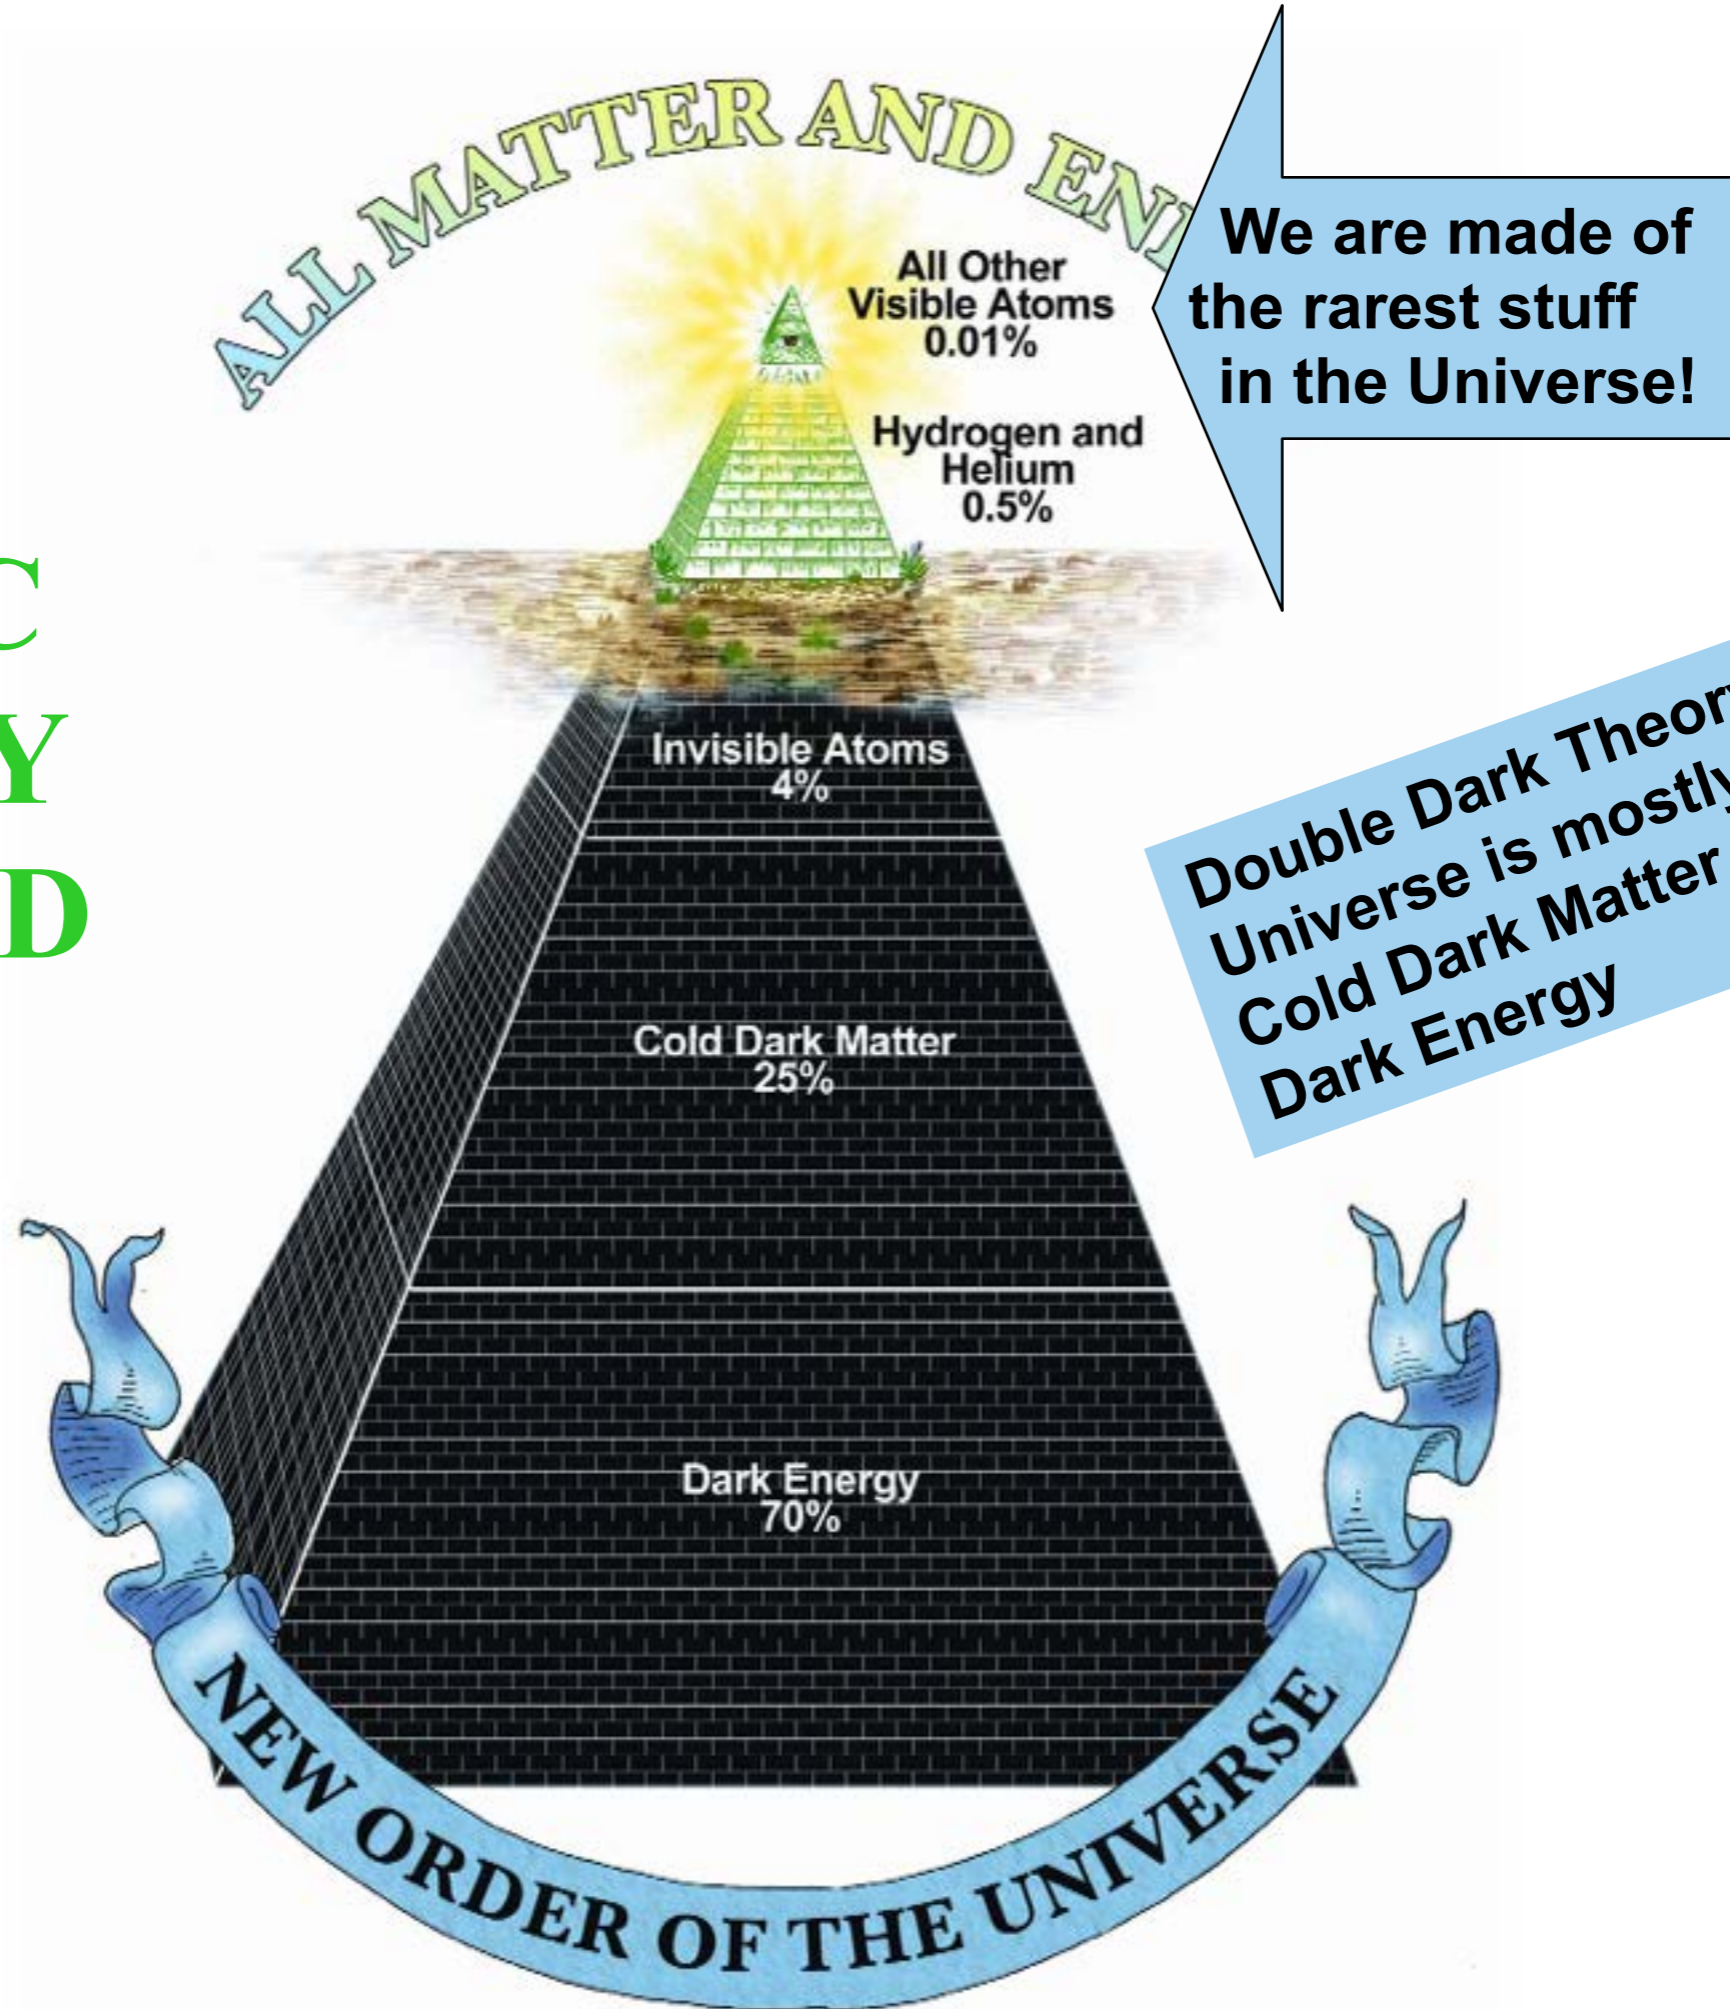 ALL MATTER AND
We are made of
the rarest stuff
in the Universe!
All Other
Visible Atoms
0.01%
Hydrogen and
Helium
0.5%
C
Y
D
Invisible Atoms
4%
Double Dark Theory
Universe is mostly
Cold Dark Matter
Dark Energy
Cold Dark Matter
25%
Dark Energy
70%
NEW ORDER OF THE UNIVERSE